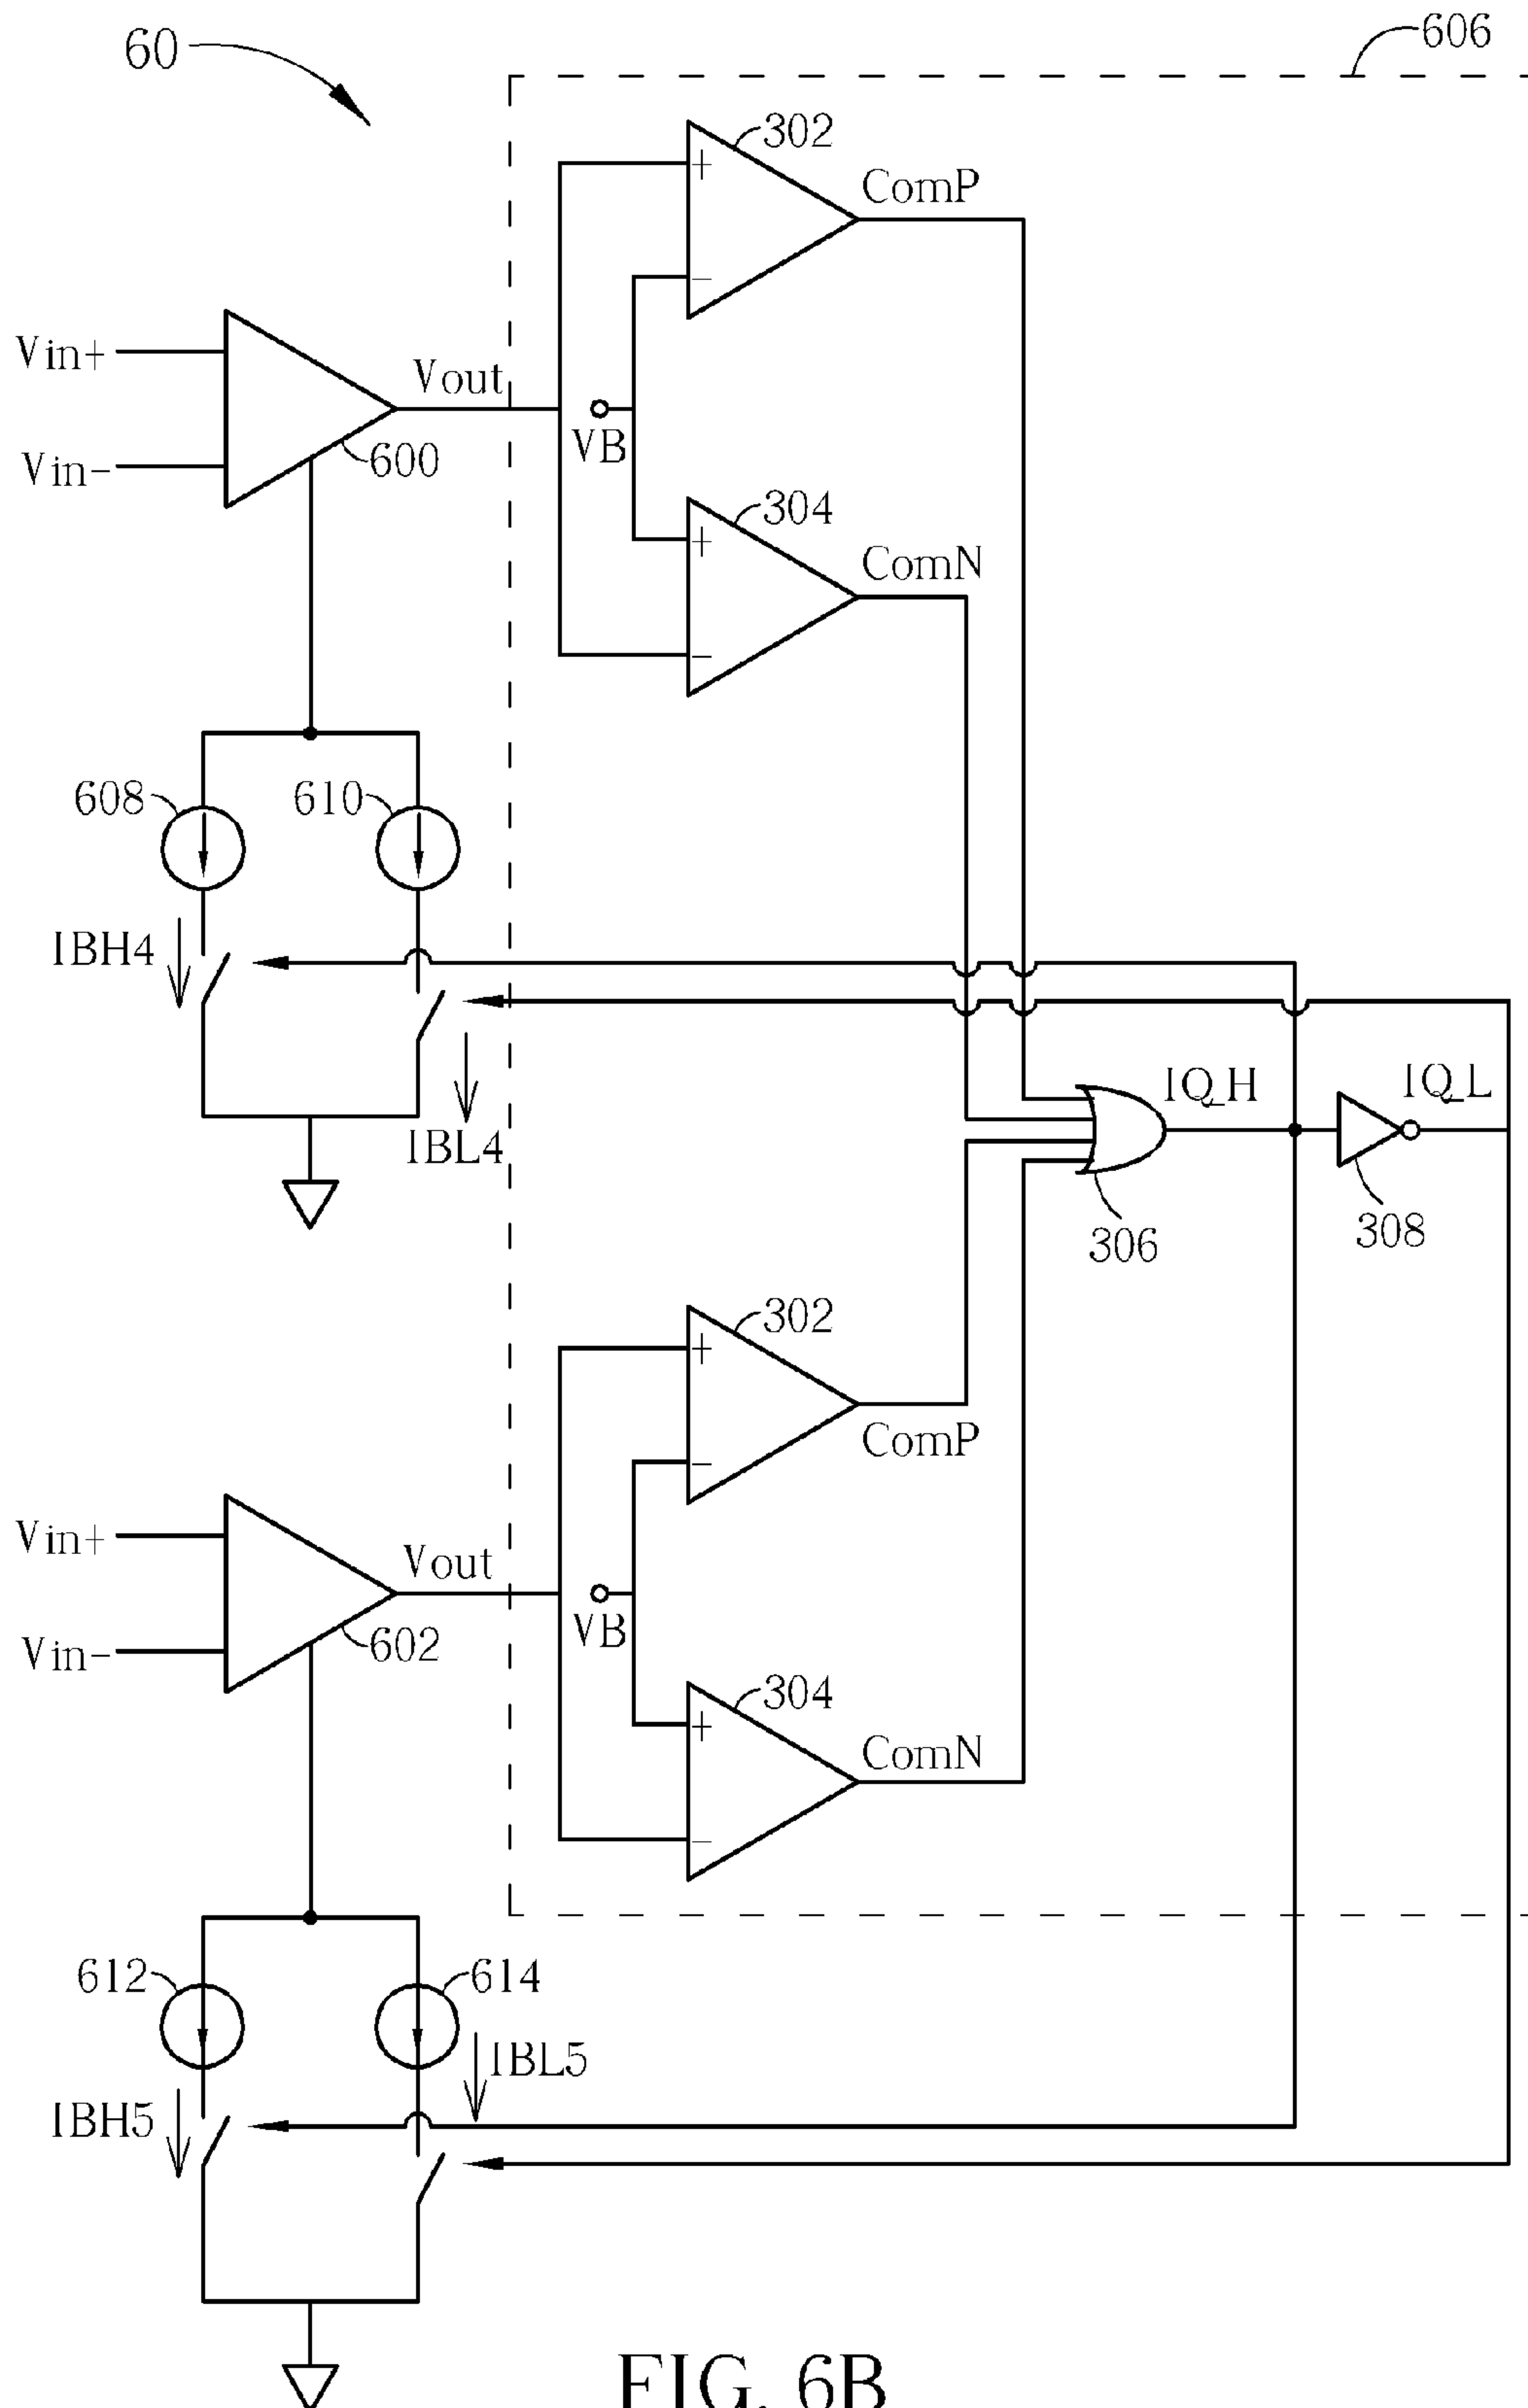 60
606
302
ComP
+
−
Vin+
Vout
VB
600
Vin−
304
ComN
+
−
608
610
IBH4
IBL4
IQ_H
IQ_L
306
308
302
+
−
ComP
Vin+
Vout
VB
602
Vin−
304
+
ComN
−
612
614
IBL5
IBH5
FIG. 6B